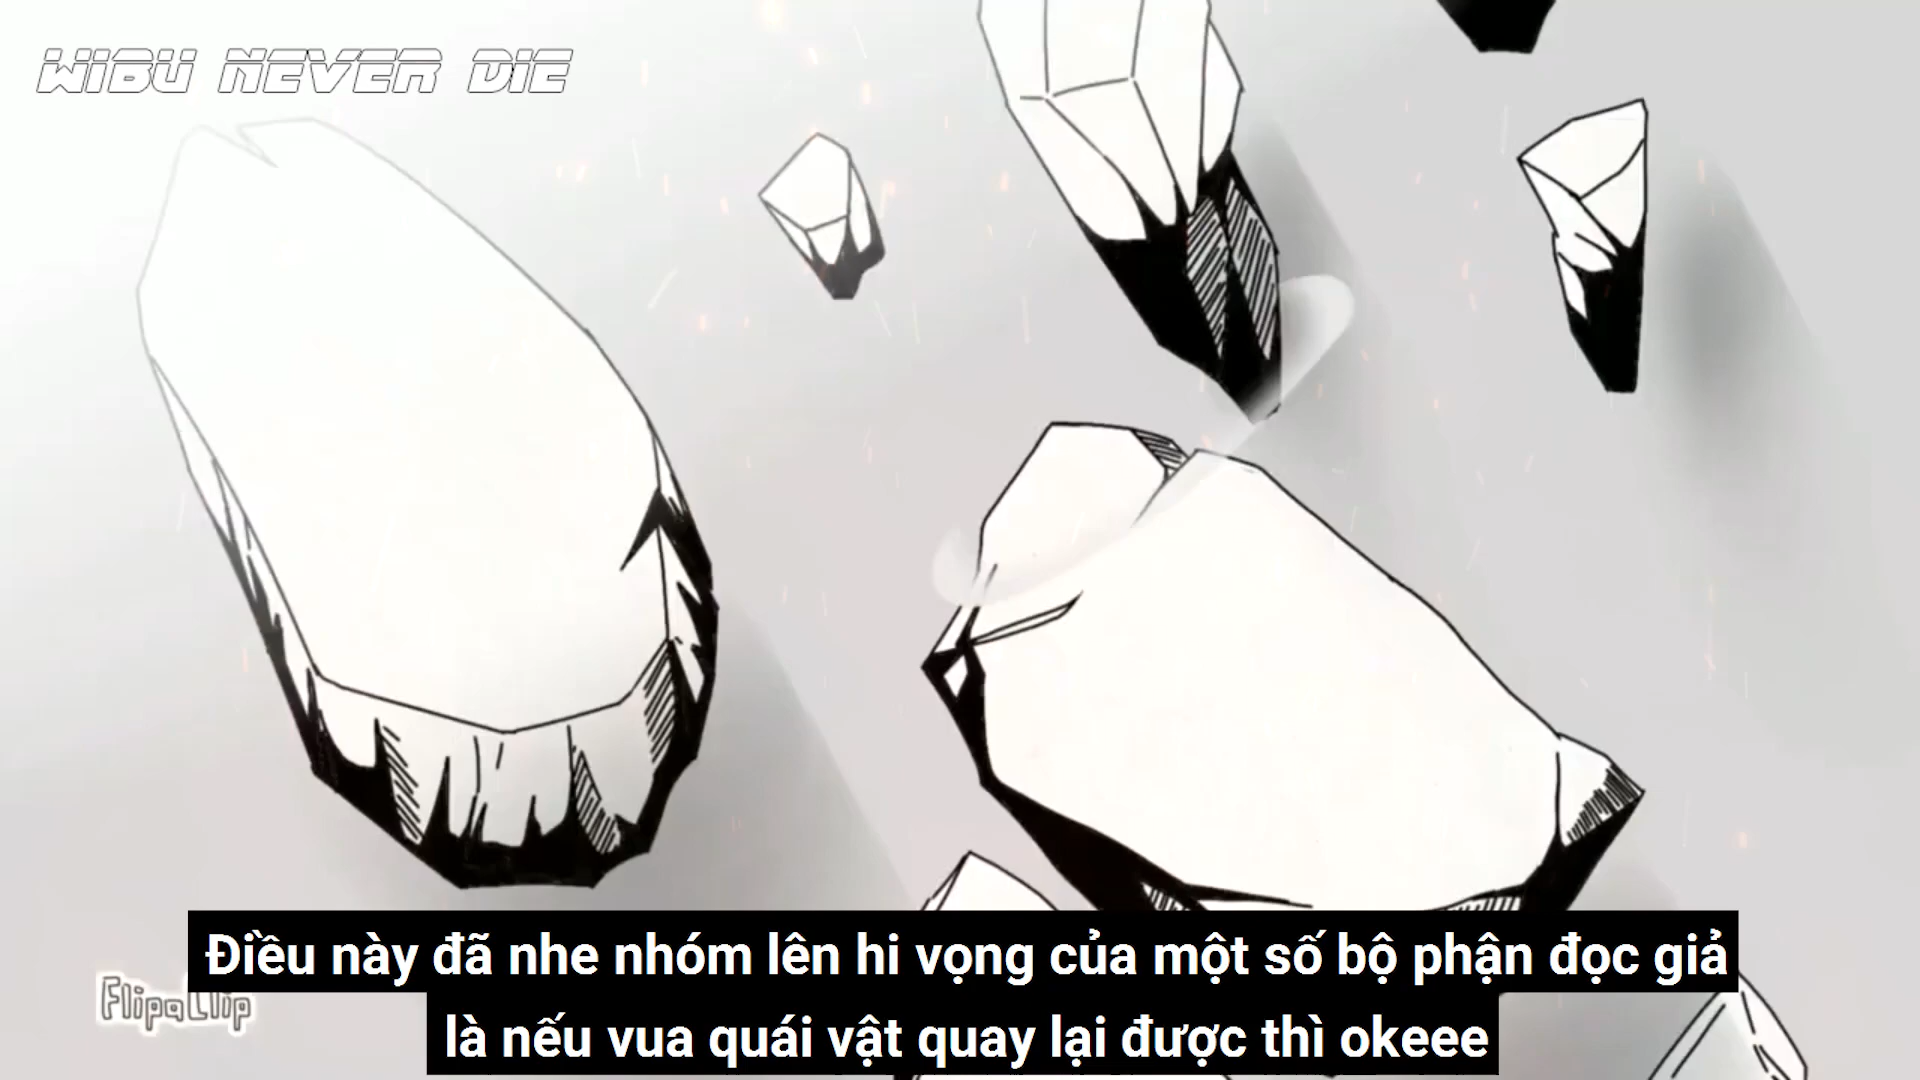 WIBU NEVER DIE
Điều này đã nhe nhóm lên hi vọng của một số bộ phận đọc giả
FlipaClip
là nếu vua quái vật quay lại được thì okeee